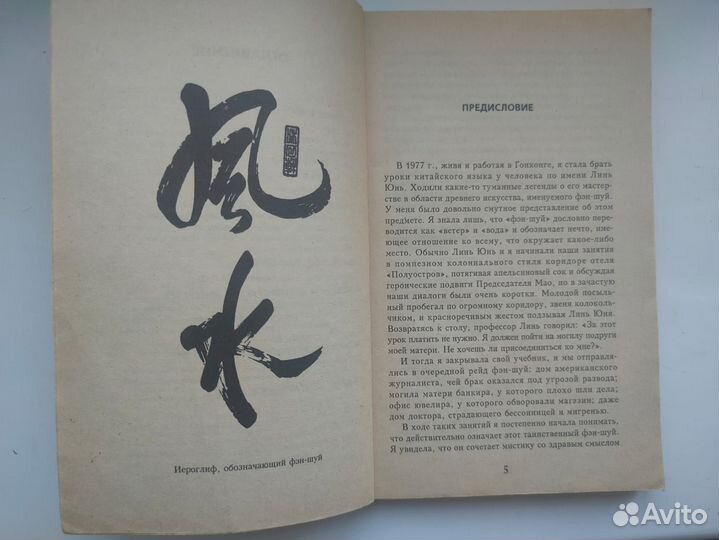 風
水
Иероглиф, обозначающий фэн-шуй
ПРЕДИСЛОВИЕ
В 1977 г., живя и работая в Гонконге, я стала брать
уроки китайского языка у человека по имени Линь
Юнь. Ходили какие-то туманные легенды о его мастер-
стве в области древнего искусства, именуемого фэн-шуй.
У меня было довольно смутное представление об этом
предмете. Я знала лишь, что «фэн-шуй» дословно пере-
водится как «ветер» и «вода» и обозначает нечто, име-
ющее отношение ко всему, что окружает какое-либо
место. Обычно Линь Юнь и я начинали наши занятия
в помпезном колониального стиля коридоре отеля
«Полуостров», потягивая апельсиновый сок и обсуждая
героические подвиги Председателя Мао, но в зачастую
наши диалоги были очень коротки. Молодой посыль-
ный пробегал по огромному коридору, звеня колоколь-
чиком, и красноречивым жестом подзывая Линь Юня.
Возвратясь к столу, профессор Линь говорил: «За этот
урок платить не нужно. Я должен пойти на могилу подруги
моей матери. Не хочешь ли присоединиться ко мне?».
И тогда я закрывала свой учебник, и мы отправля-
лись в очередной рейд фэн-шуй: дом американского
журналиста, чей брак оказался под угрозой развода;
могила матери банкира, у которого плохо шли дела;
офис ювелира, у которого обворовали магазин; даже
дом доктора, страдающего бессонницей и мигренью.
В ходе таких занятий я постепенно начала понимать,
что действительно означает этот таинственный фэн-шуй.
Я увидела, что он сочетает мистику со здравым смыслом
5
Avito